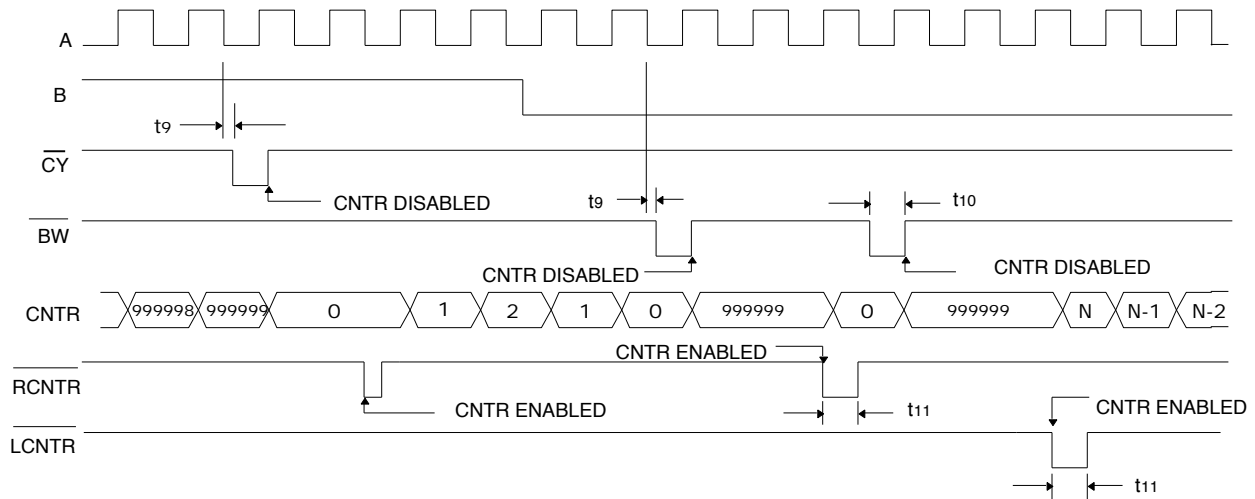 A
B
t9
CY
CNTR DISABLED
t9
t10
BW
CNTR DISABLED
CNTR DISABLED
CNTR 999998 999999 0 1 2 1 0 999999 0 999999 N N-1 N-2
CNTR ENABLED
RCNTR
CNTR ENABLED
t11
CNTR ENABLED
LCNTR
t11